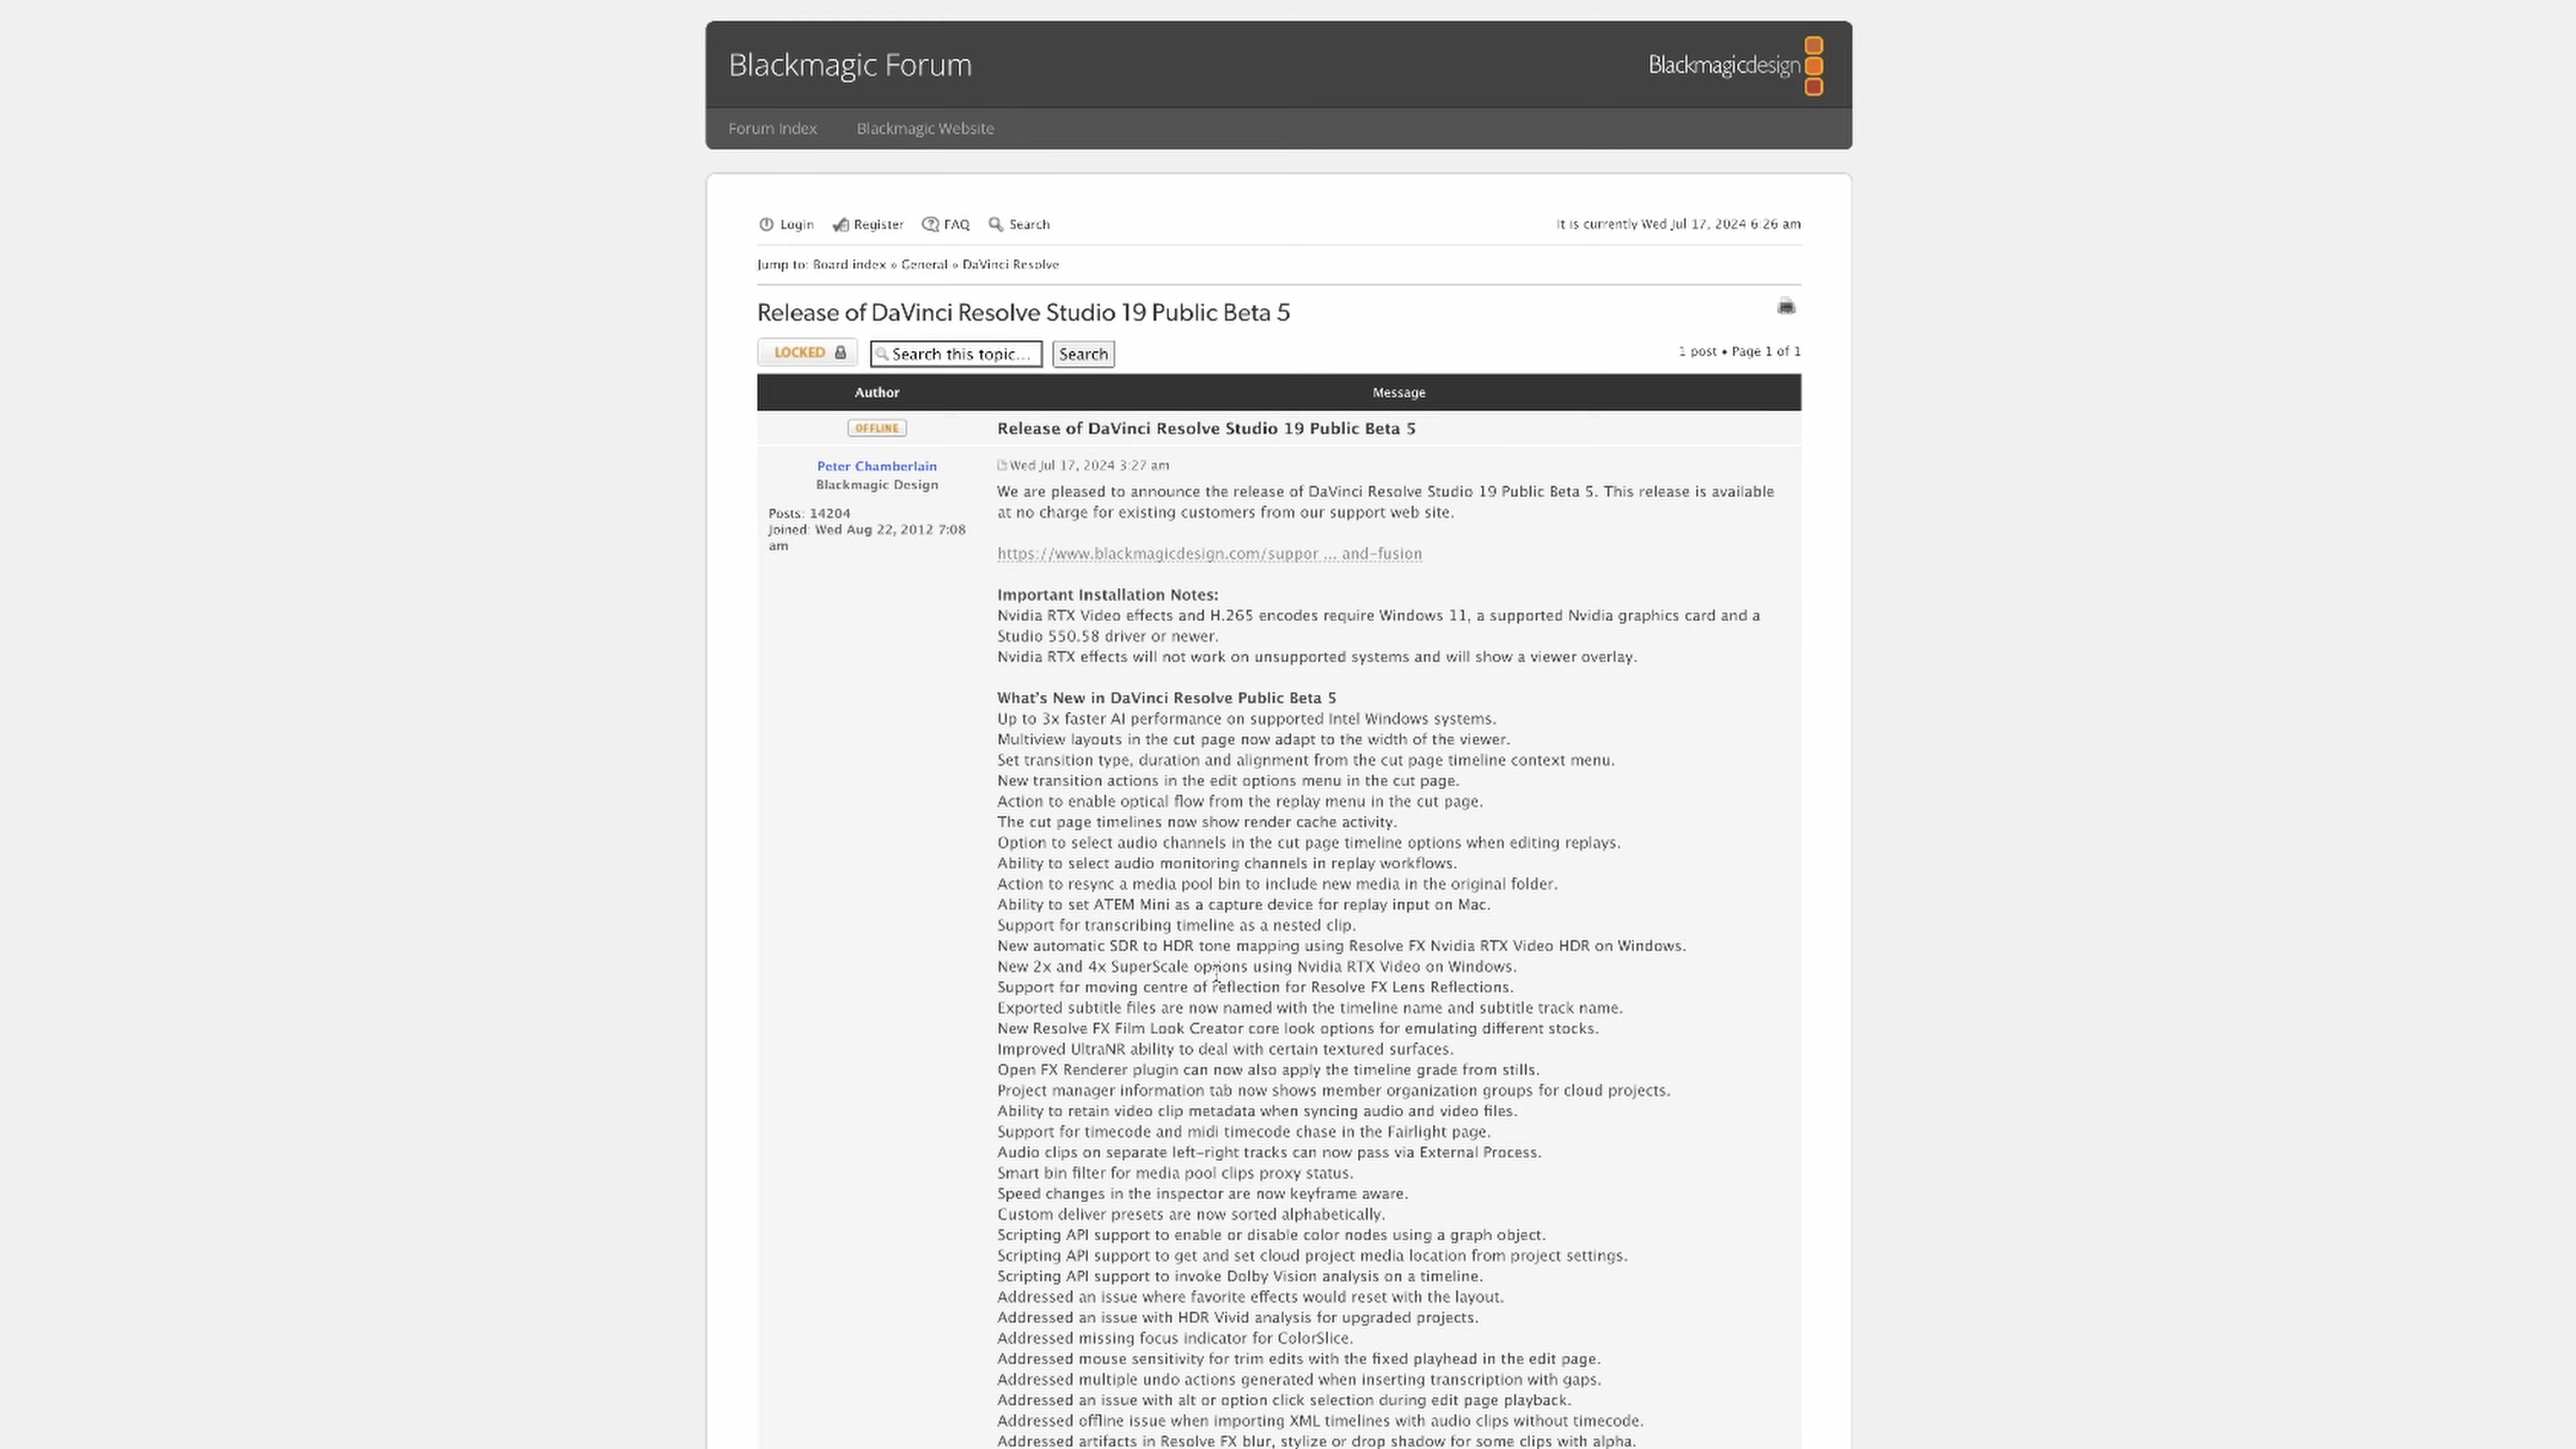 Blackmagic Forum
Blackmagicdesign
Forum Index
Blackmagic Website
Login
Register
FAQ
Search
It is currently Wed Jul 17, 2024 6:26 am
Jump to: Board index » General » DaVinci Resolve
Release of DaVinci Resolve Studio 19 Public Beta 5
LOCKED
Search this topic...
Search
1 post • Page 1 of 1
Author
Message
OFFLINE
Release of DaVinci Resolve Studio 19 Public Beta 5
Peter Chamberlain
Blackmagic Design
Posts: 14204
Joined: Wed Aug 22, 2012 7:08
am
Wed Jul 17, 2024 3:27 am
We are pleased to announce the release of DaVinci Resolve Studio 19 Public Beta 5. This release is available
at no charge for existing customers from our support web site.
https://www.blackmagicdesign.com/suppor ... and-fusion
Important Installation Notes:
Nvidia RTX Video effects and H.265 encodes require Windows 11, a supported Nvidia graphics card and a
Studio 550.58 driver or newer.
Nvidia RTX effects will not work on unsupported systems and will show a viewer overlay.
What's New in DaVinci Resolve Public Beta 5
Up to 3x faster AI performance on supported Intel Windows systems.
Multiview layouts in the cut page now adapt to the width of the viewer.
Set transition type, duration and alignment from the cut page timeline context menu.
New transition actions in the edit options menu in the cut page.
Action to enable optical flow from the replay menu in the cut page.
The cut page timelines now show render cache activity.
Option to select audio channels in the cut page timeline options when editing replays.
Ability to select audio monitoring channels in replay workflows.
Action to resync a media pool bin to include new media in the original folder.
Ability to set ATEM Mini as a capture device for replay input on Mac.
Support for transcribing timeline as a nested clip.
New automatic SDR to HDR tone mapping using Resolve FX Nvidia RTX Video HDR on Windows.
New 2x and 4x SuperScale options using Nvidia RTX Video on Windows.
Support for moving centre of reflection for Resolve FX Lens Reflections.
Exported subtitle files are now named with the timeline name and subtitle track name.
New Resolve FX Film Look Creator core look options for emulating different stocks.
Improved UltraNR ability to deal with certain textured surfaces.
Open FX Renderer plugin can now also apply the timeline grade from stills.
Project manager information tab now shows member organization groups for cloud projects.
Ability to retain video clip metadata when syncing audio and video files.
Support for timecode and midi timecode chase in the Fairlight page.
Audio clips on separate left-right tracks can now pass via External Process.
Smart bin filter for media pool clips proxy status.
Speed changes in the inspector are now keyframe aware.
Custom deliver presets are now sorted alphabetically.
Scripting API support to enable or disable color nodes using a graph object.
Scripting API support to get and set cloud project media location from project settings.
Scripting API support to invoke Dolby Vision analysis on a timeline.
Addressed an issue where favorite effects would reset with the layout.
Addressed an issue with HDR Vivid analysis for upgraded projects.
Addressed missing focus indicator for ColorSlice.
Addressed mouse sensitivity for trim edits with the fixed playhead in the edit page.
Addressed multiple undo actions generated when inserting transcription with gaps.
Addressed an issue with alt or option click selection during edit page playback.
Addressed offline issue when importing XML timelines with audio clips without timecode.
Addressed artifacts in Resolve FX blur, stylize or drop shadow for some clips with alpha.